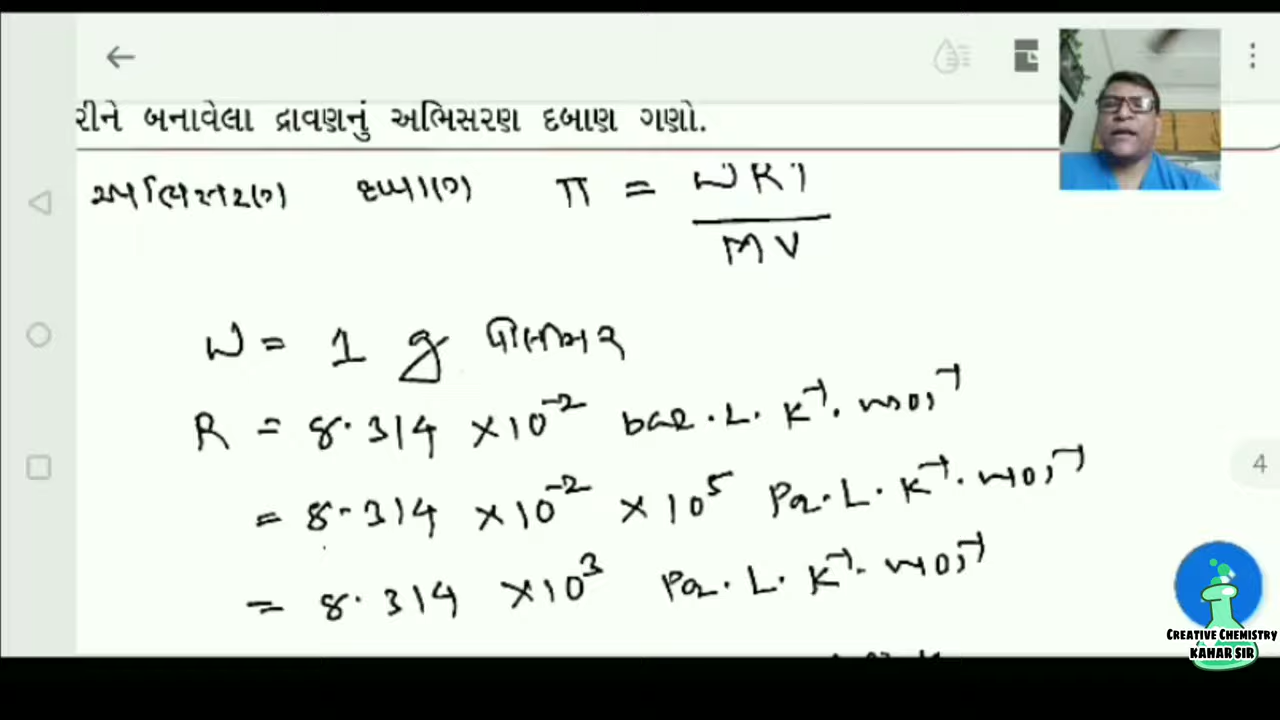 રીને બનાવેલા દ્રાવણનું અભિસરણ દબાણ ગણો.
અભિસરણ દબાણ π = WRT
MV
W = 1 g પોલીમર
R = 8.314 ×10⁻² bar.L.K⁻¹.mol⁻¹
= 8.314 ×10⁻² ×10⁵ Pa.L.K⁻¹.mol⁻¹
= 8.314 ×10³ Pa.L.K⁻¹.mol⁻¹
4
CREATIVE CHEMISTRY
KAHAR SIR